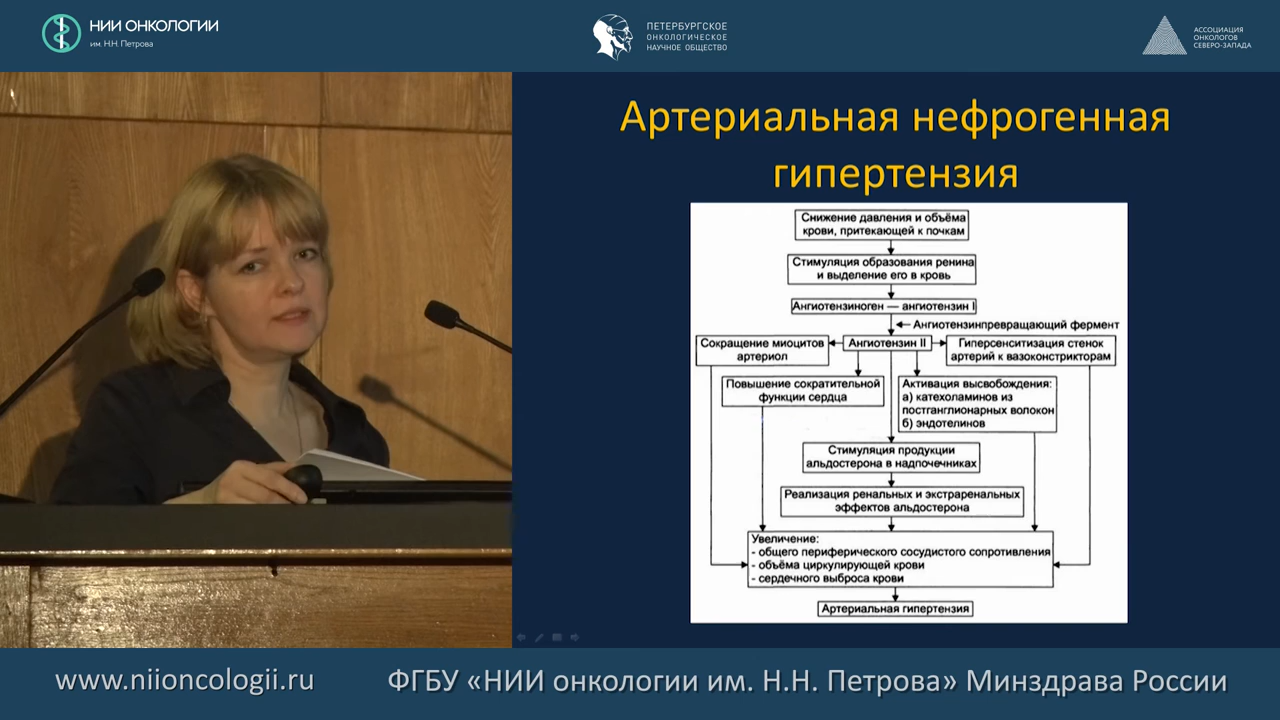 НИИ ОНКОЛОГИИ
им. Н.Н. Петрова
ПЕТЕРБУРГСКОЕ
ОНКОЛОГИЧЕСКОЕ
НАУЧНОЕ ОБЩЕСТВО
АССОЦИАЦИЯ
ОНКОЛОГОВ
СЕВЕРО-ЗАПАДА
Артериальная нефрогенная
гипертензия
Снижение давления и объёма
крови, притекающей к почкам
Стимуляция образования ренина
и выделение его в кровь
Ангиотензиноген — ангиотензин I
Ангиотензинпревращающий фермент
Сокращение миоцитов
артериол
Ангиотензин II
Гиперсенситизация стенок
артерий к вазоконстрикторам
Повышение сократительной
функции сердца
Активация высвобождения:
а) катехоламинов из
постганглионарных волокон
б) эндотелинов
Стимуляция продукции
альдостерона в надпочечниках
Реализация ренальных и экстраренальных
эффектов альдостерона
Увеличение:
- общего периферического сосудистого сопротивления
- объёма циркулирующей крови
- сердечного выброса крови
Артериальная гипертензия
www.niioncologii.ru
ФГБУ «НИИ онкологии им. Н.Н. Петрова» Минздрава России